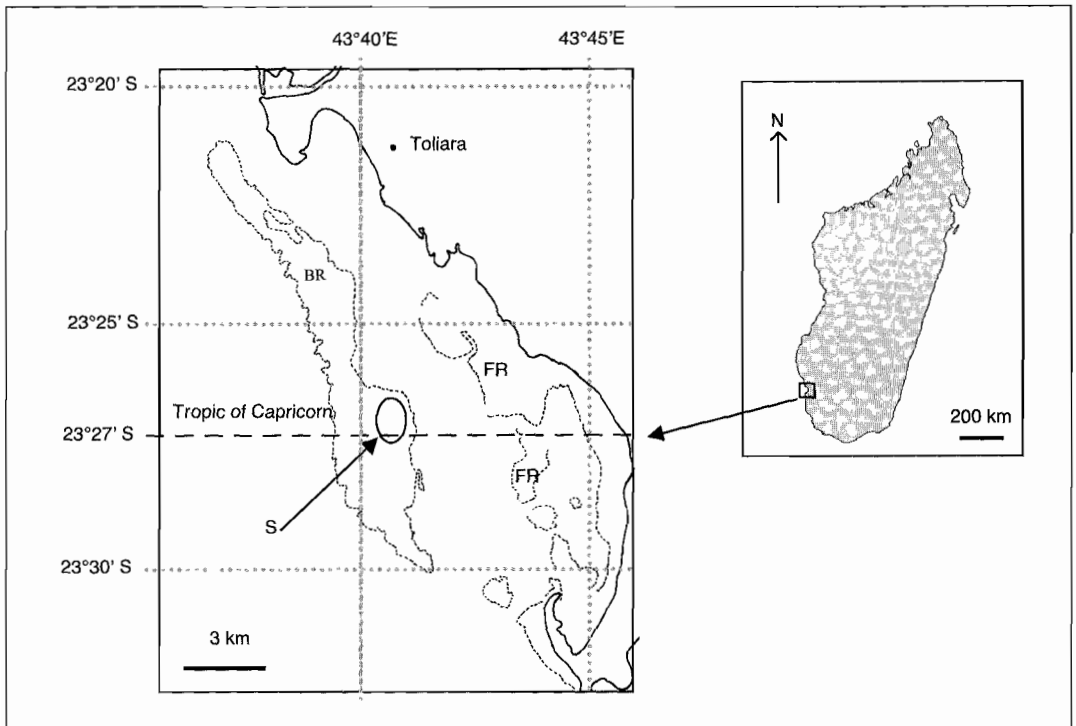 43°40'E 43°45'E
23°20' S
N
Toliara
BR
23°25' S
FR
Tropic of Capricorn
200 km
23°27' S
FR
S
23°30' S
3 km